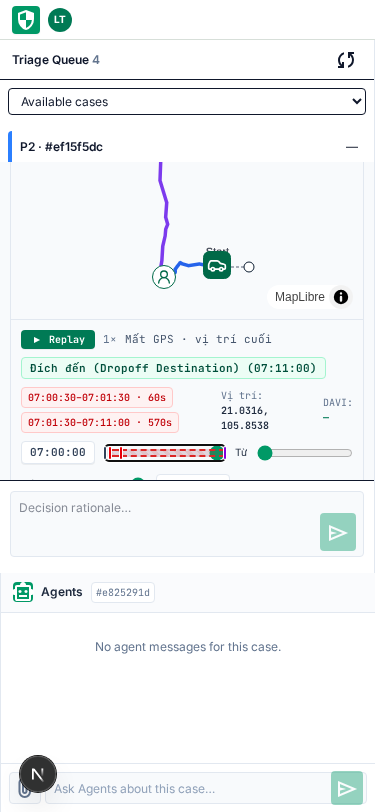 LT
Triage Queue 4
Available cases
P2 · #ef15f5dc
Start
MapLibre
Replay 1× Mất GPS · vị trí cuối
Đích đến (Dropoff Destination) (07:11:00)
07:00:30–07:01:30 · 60s
07:01:30–07:11:00 · 570s
Vị trí:
21.0316,
105.8538
DAVI:
—
07:00:00
Từ
Decision rationale...
Agents #e825291d
No agent messages for this case.
N
Ask Agents about this case...